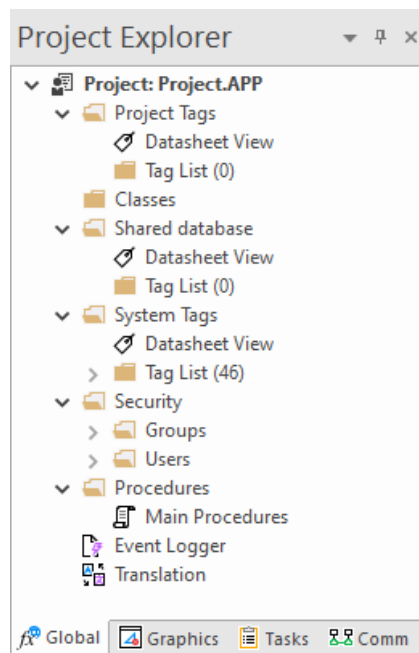 Project Explorer
Project: Project.APP
Project Tags
Datasheet View
Tag List (0)
Classes
Shared database
Datasheet View
Tag List (0)
System Tags
Datasheet View
Tag List (46)
Security
Groups
Users
Procedures
Main Procedures
Event Logger
Translation
Global Graphics Tasks Comm